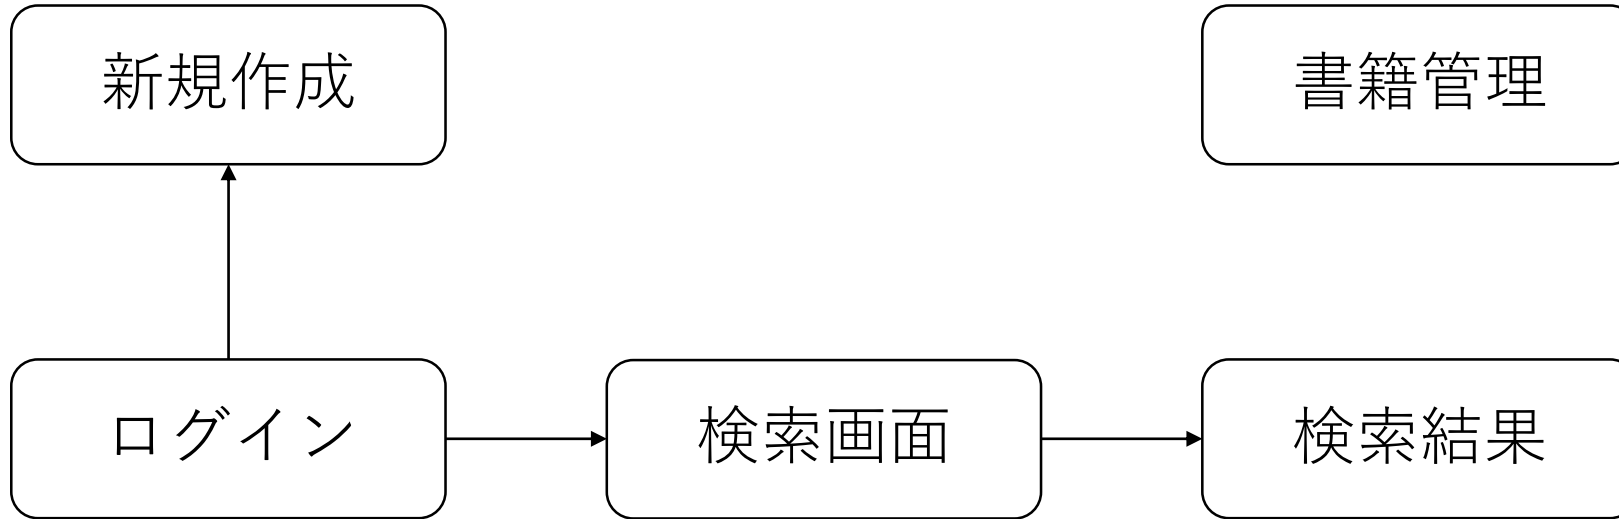 新規作成
書籍管理
ログイン
検索画面
検索結果